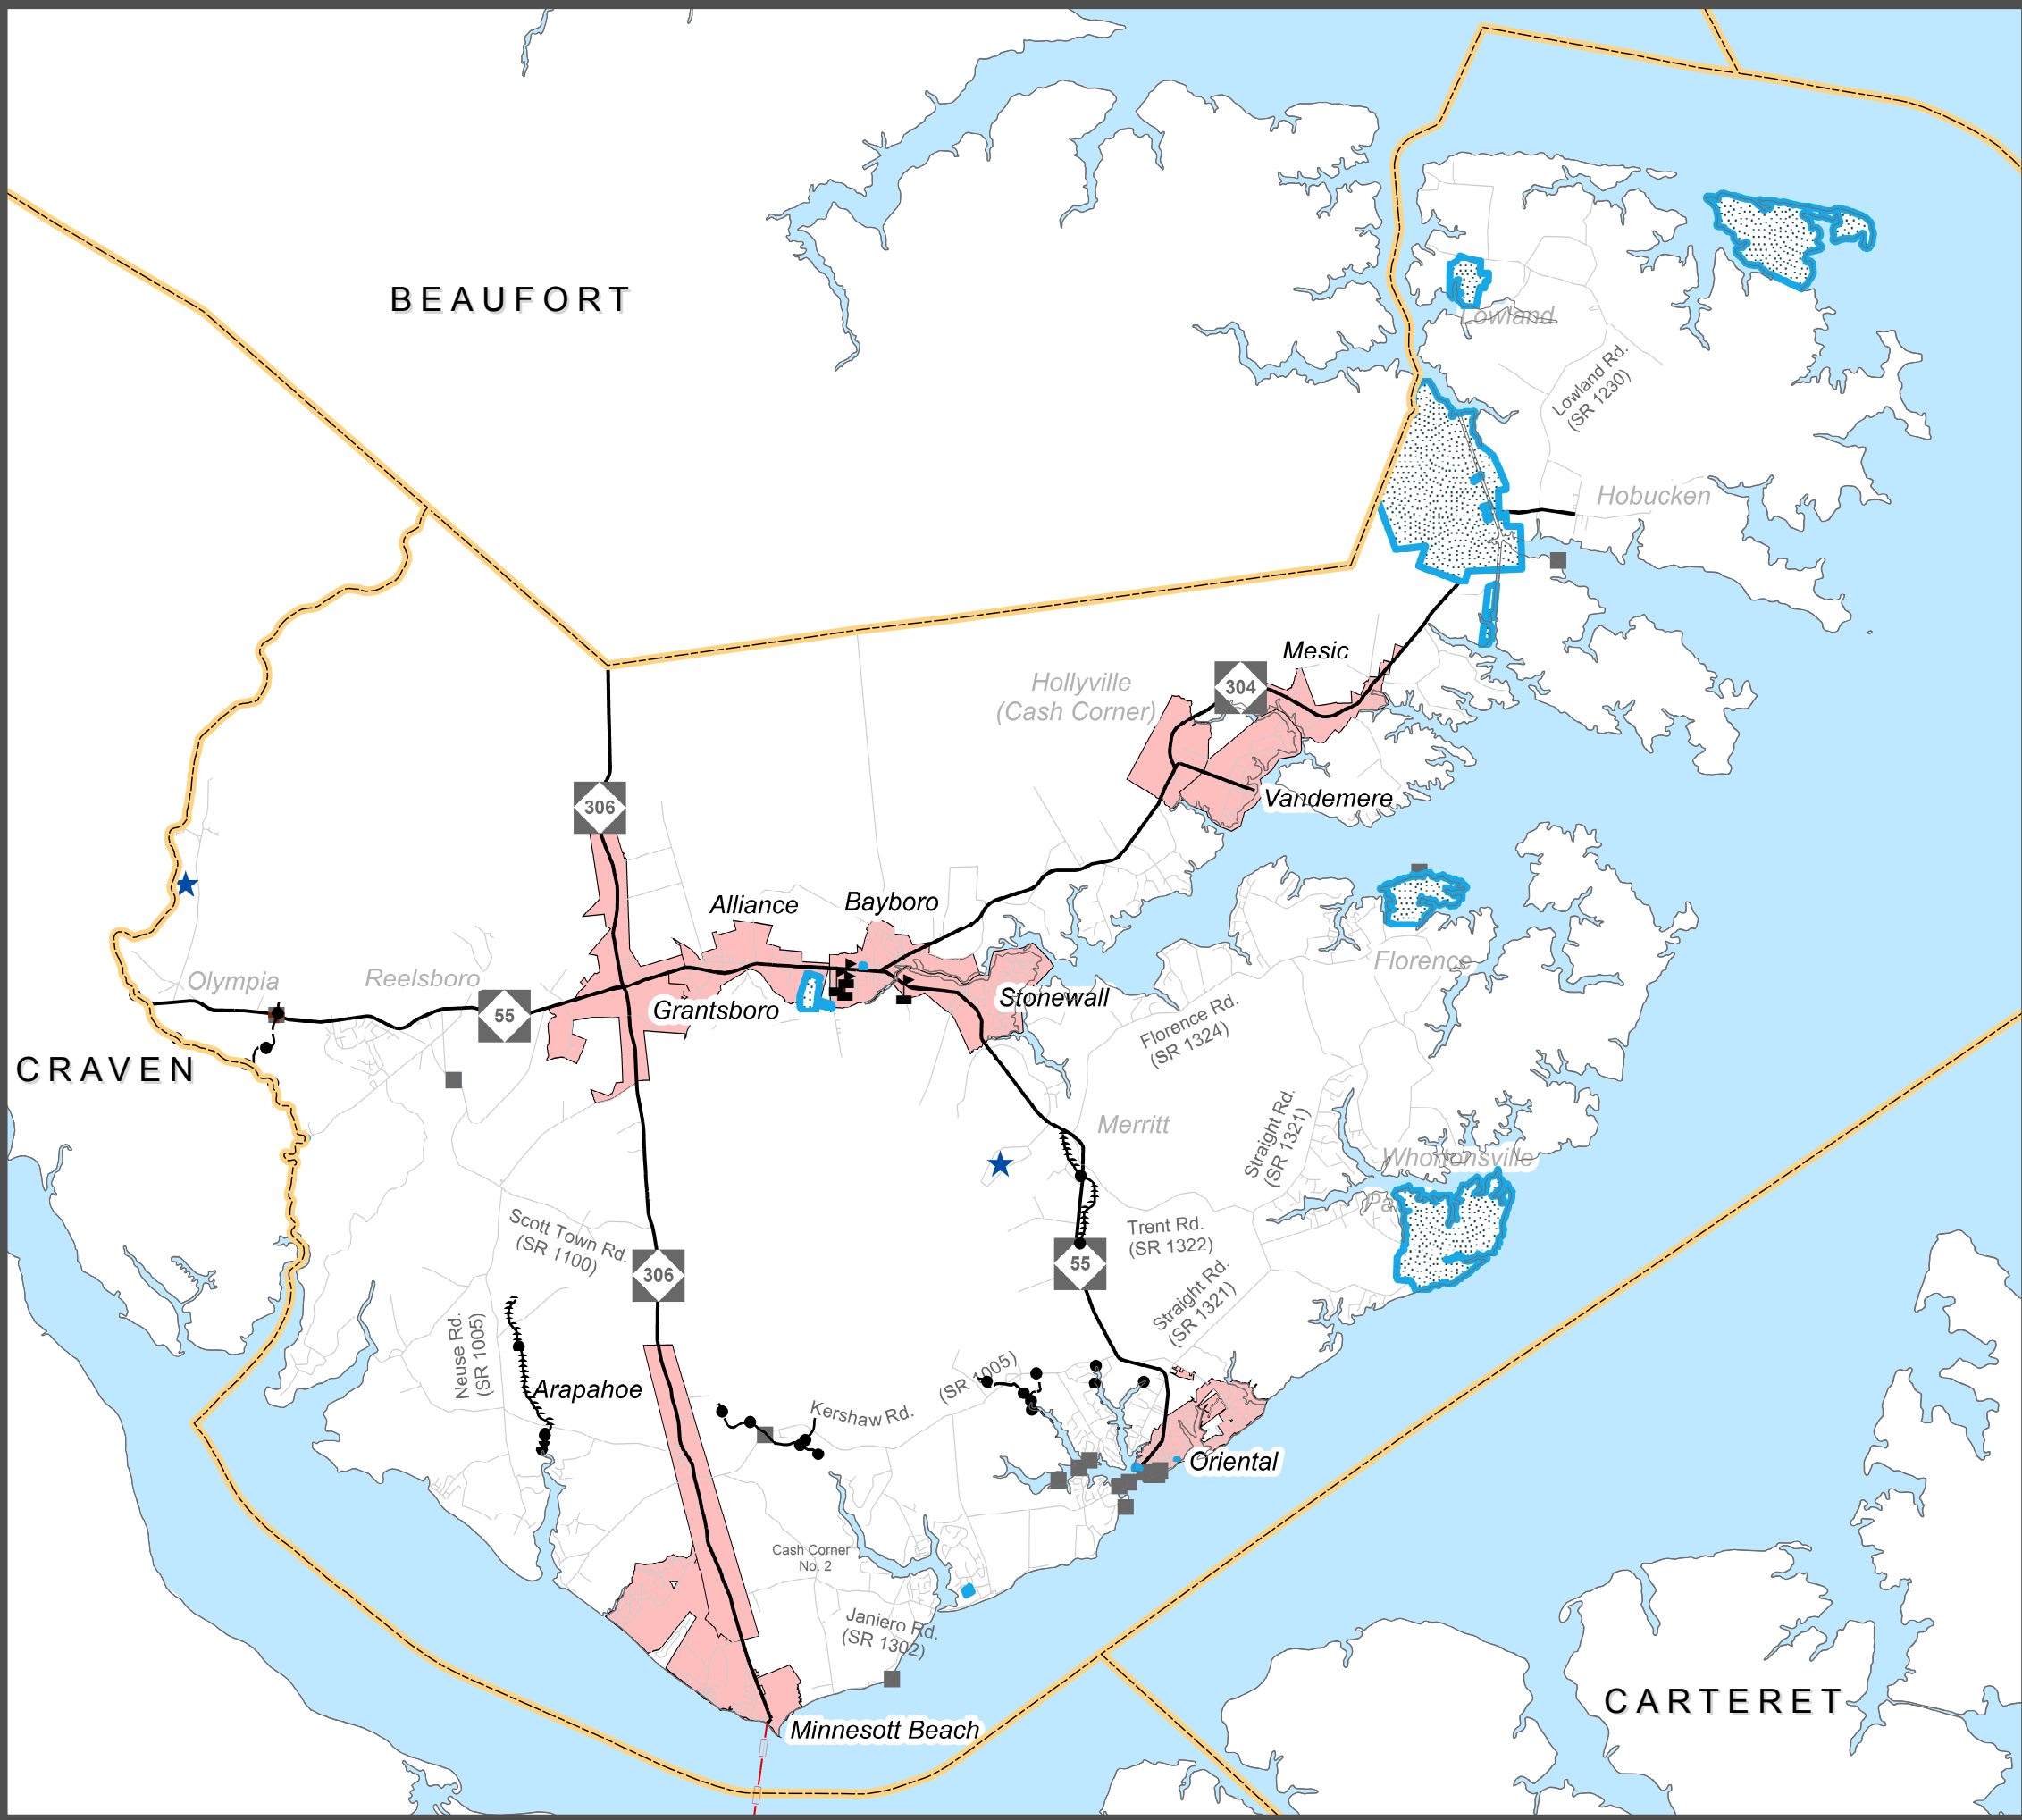 BEAUFORT
Lowland
Lowland Rd.
(SR 1230)
Hobucken
Mesic
Hollyville
(Cash Corner)
304
Vandemere
306
Alliance
Bayboro
Olympia
Reelsboro
55
Grantsboro
Stonewall
Florence
Florence Rd.
(SR 1324)
CRAVEN
Merritt
Straight Rd.
(SR 1321)
Whortonsville
Scott Town Rd.
(SR 1100)
306
Trent Rd.
(SR 1322)
55
Straight Rd.
(SR 1321)
Neuse Rd.
(SR 1005)
Arapahoe
(SR 1005)
Kershaw Rd.
Oriental
Cash Corner
No. 2
Janiero Rd.
(SR 1302)
CARTERET
Minnesott Beach